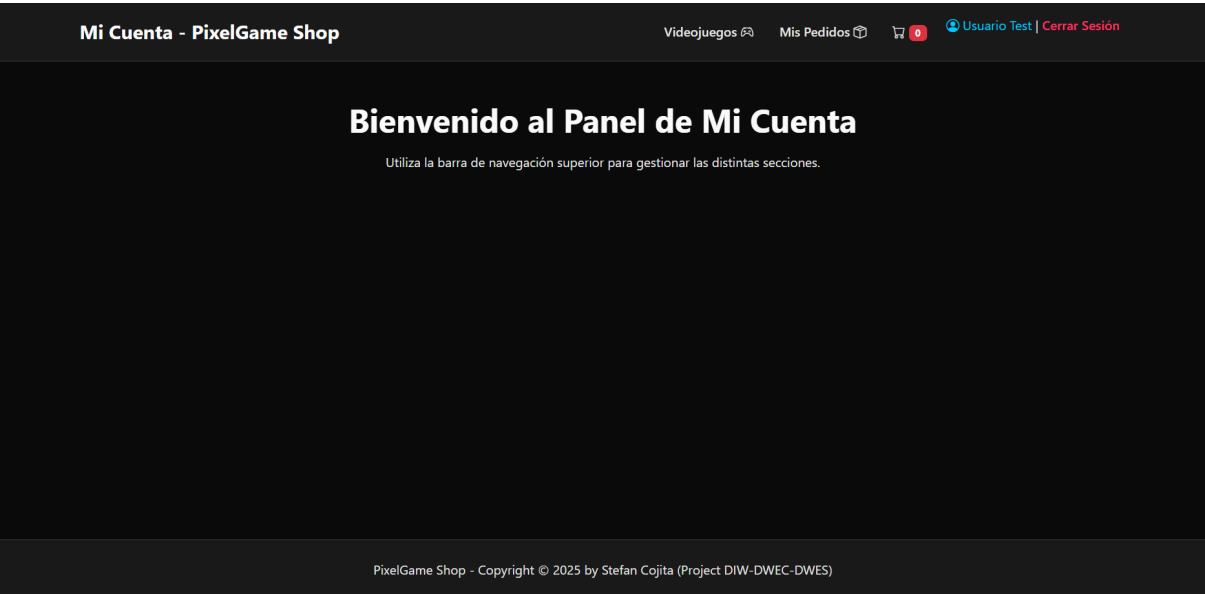 Mi Cuenta - PixelGame Shop
Videojuegos
Mis Pedidos
0
Usuario Test | Cerrar Sesión
Bienvenido al Panel de Mi Cuenta
Utiliza la barra de navegación superior para gestionar las distintas secciones.
PixelGame Shop - Copyright © 2025 by Stefan Cojita (Project DIW-DWEC-DWES)